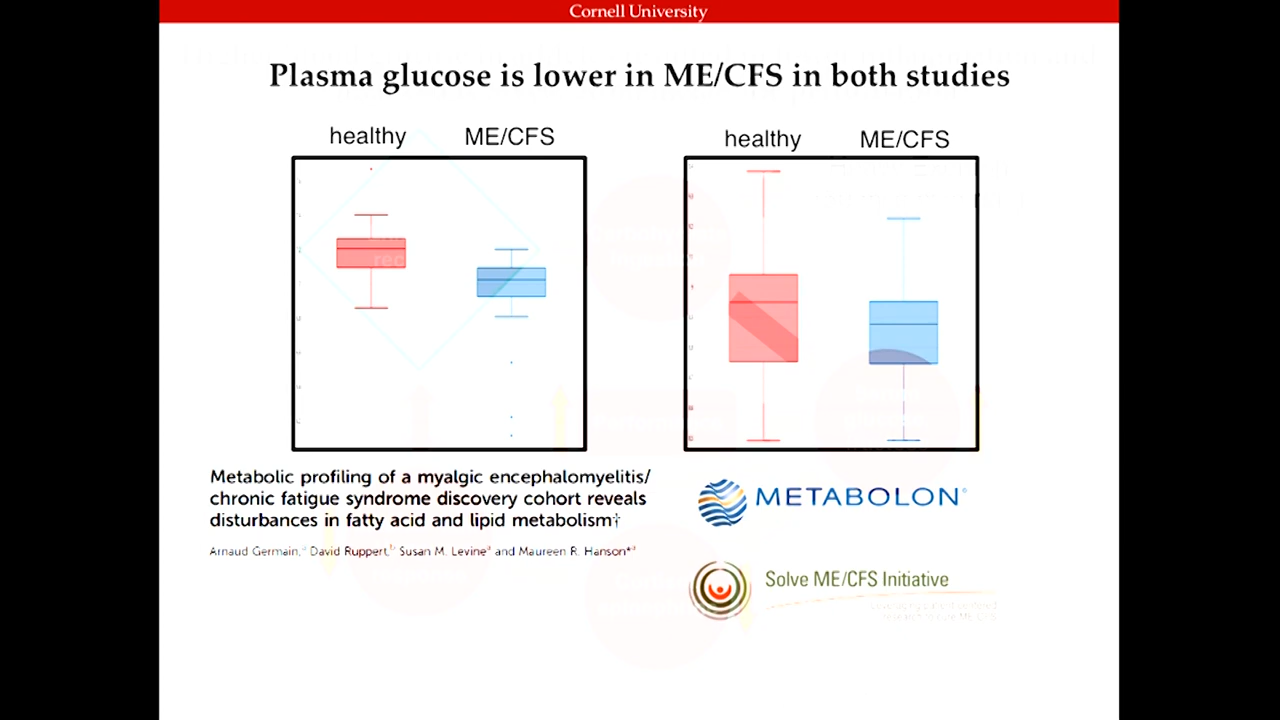 Cornell University
Plasma glucose is lower in ME/CFS in both studies
healthy ME/CFS
healthy ME/CFS
Metabolic profiling of a myalgic encephalomyelitis/
chronic fatigue syndrome discovery cohort reveals
disturbances in fatty acid and lipid metabolism†
Arnaud Germain, David Ruppert, Susan M. Levine and Maureen R. Hanson*
METABOLON®
Solve ME/CFS Initiative